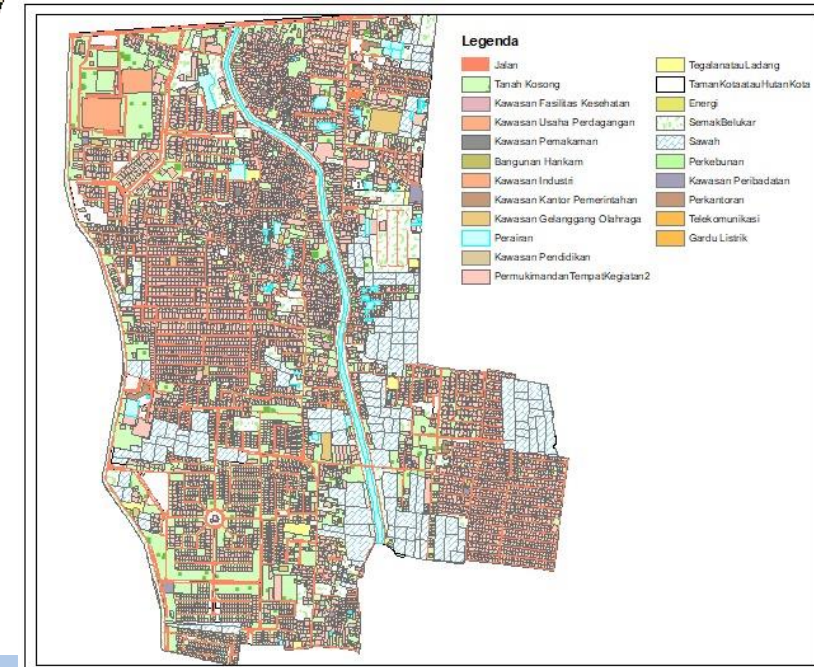 Legenda
Jalan
Tanah Kosong
Kawasan Fasilitas Kesehatan
Kawasan Usaha Perdagangan
Kawasan Pemakaman
Bangunan Hankam
Kawasan Industri
Kawasan Kantor Pemerintahan
Kawasan Gelanggang Olahraga
Perairan
Kawasan Pendidikan
PermukimandanTempatKegiatan2
TegalanatauLadang
TamanKotaatauHutanKota
Energi
SemakBelukar
Sawah
Perkebunan
Kawasan Peribadatan
Perkantoran
Telekomunikasi
Gardu Listrik